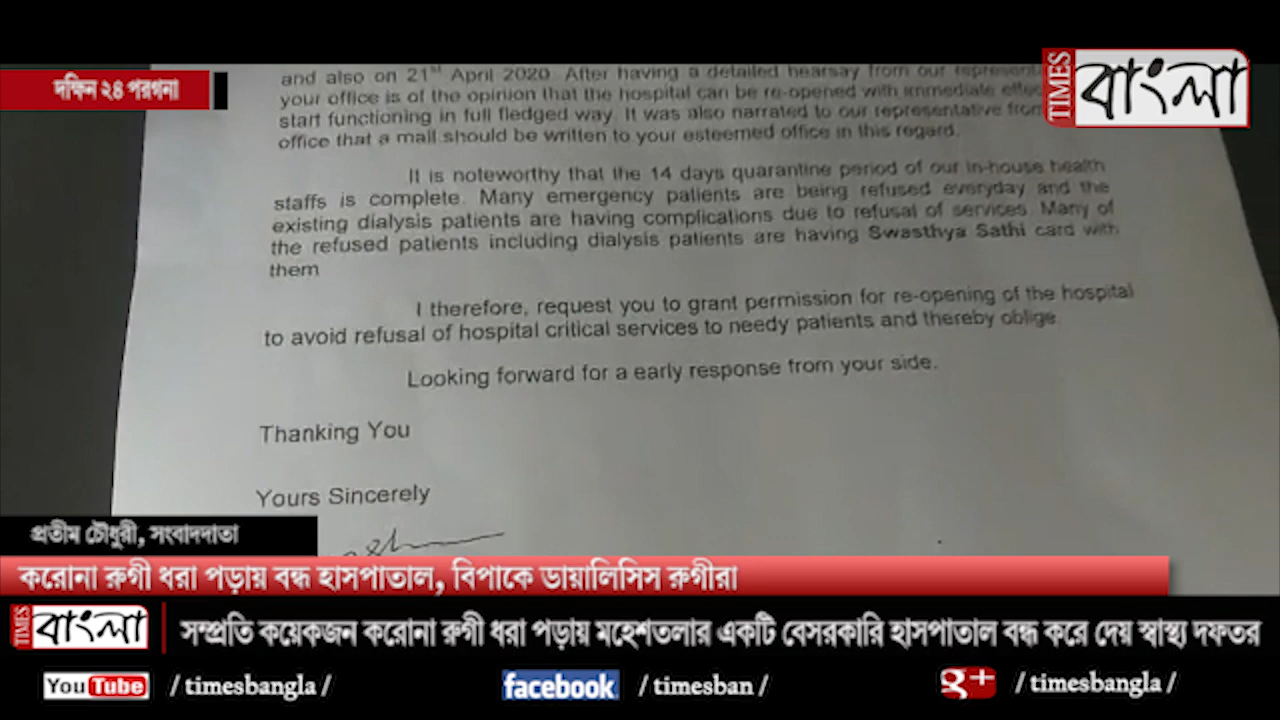 দক্ষিন ২৪ পরগনা
TIMES বাংলা
and also on 21st April 2020. After having a detailed hearsay from our
your office is of the opinion that the hospital can be re-opened with immediate
start functioning in full fledged way. It was also narrated to our representative from
office that a mail should be written to your esteemed office in this regard.
It is noteworthy that the 14 days quarantine period of our in-house health
staffs is complete. Many emergency patients are being refused everyday and the
existing dialysis patients are having complications due to refusal of services. Many of
the refused patients including dialysis patients are having Swasthya Sathi card with
them
I therefore, request you to grant permission for re-opening of the hospital
to avoid refusal of hospital critical services to needy patients and thereby oblige.
Looking forward for a early response from your side.
Thanking You
Yours Sincerely
প্রতীম চৌধুরী, সংবাদদাতা
করোনা রুগী ধরা পড়ায় বন্ধ হাসপাতাল, বিপাকে ডায়ালিসিস রুগীরা
TIMES বাংলা সম্প্রতি কয়েকজন করোনা রুগী ধরা পড়ায় মহেশতলার একটি বেসরকারি হাসপাতাল বন্ধ করে দেয় স্বাস্থ্য দফতর
YouTube / timesbangla / facebook / timesban / g+ / timesbangla /